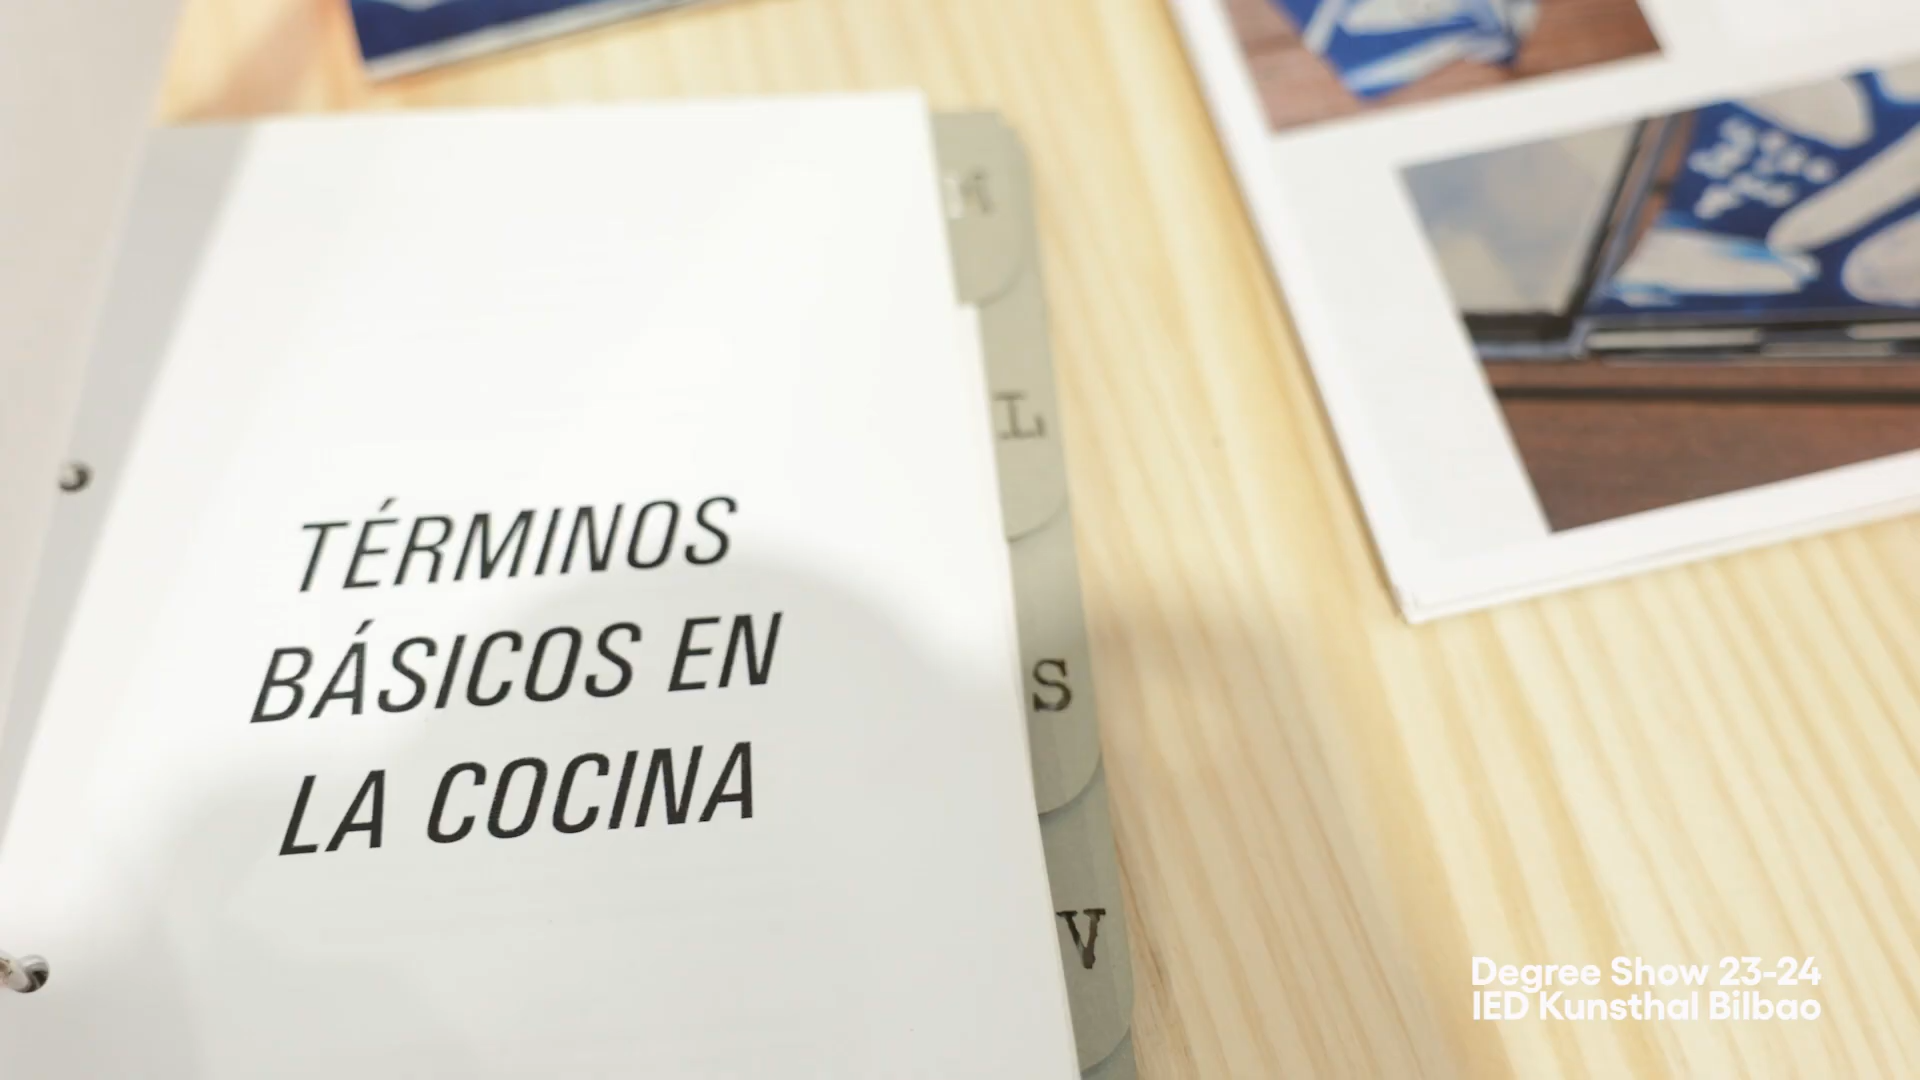 TÉRMINOS
BÁSICOS EN
LA COCINA
M
L
S
V
Degree Show 23-24
IED Kunsthal Bilbao